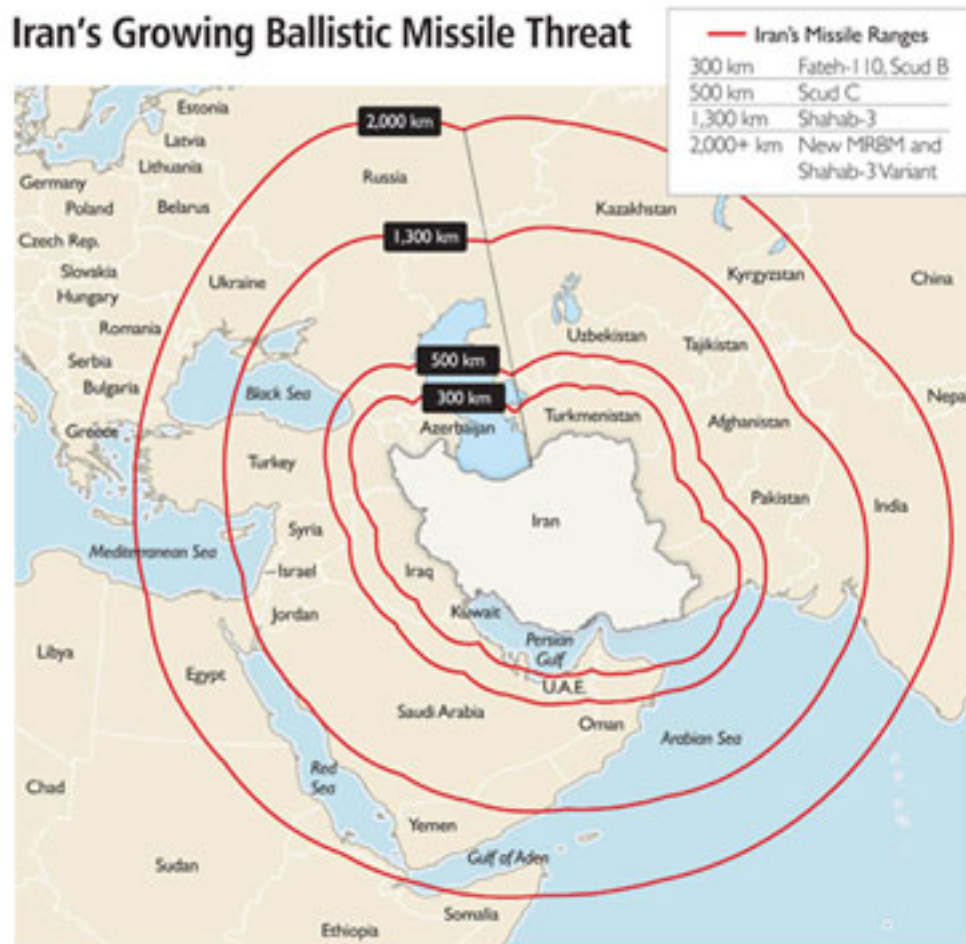 Iran's Growing Ballistic Missile Threat
Iran's Missile Ranges
300 km Fateh-110, Scud B
500 km Scud C
1,300 km Shahab-3
2,000+ km New MRBM and
Shahab-3 Variant
2,000 km
Estonia
Latvia
Lithuania
Russia
Germany
Poland
Belarus
Kazakhstan
Czech Rep.
1,300 km
Slovakia
Hungary
Ukraine
Kyrgyzstan
China
Romania
Uzbekistan
Tajikistan
Serbia
500 km
Bulgaria
Black Sea
300 km
Nepal
Greece
Azerbaijan
Turkmenistan
Afghanistan
Turkey
Pakistan
India
Syria
Iran
Mediterranean Sea
Israel
Iraq
Jordan
Kuwait
Persian
Gulf
Libya
Egypt
U.A.E.
Saudi Arabia
Oman
Arabian Sea
Red
Sea
Chad
Yemen
Gulf of Aden
Sudan
Somalia
Ethiopia